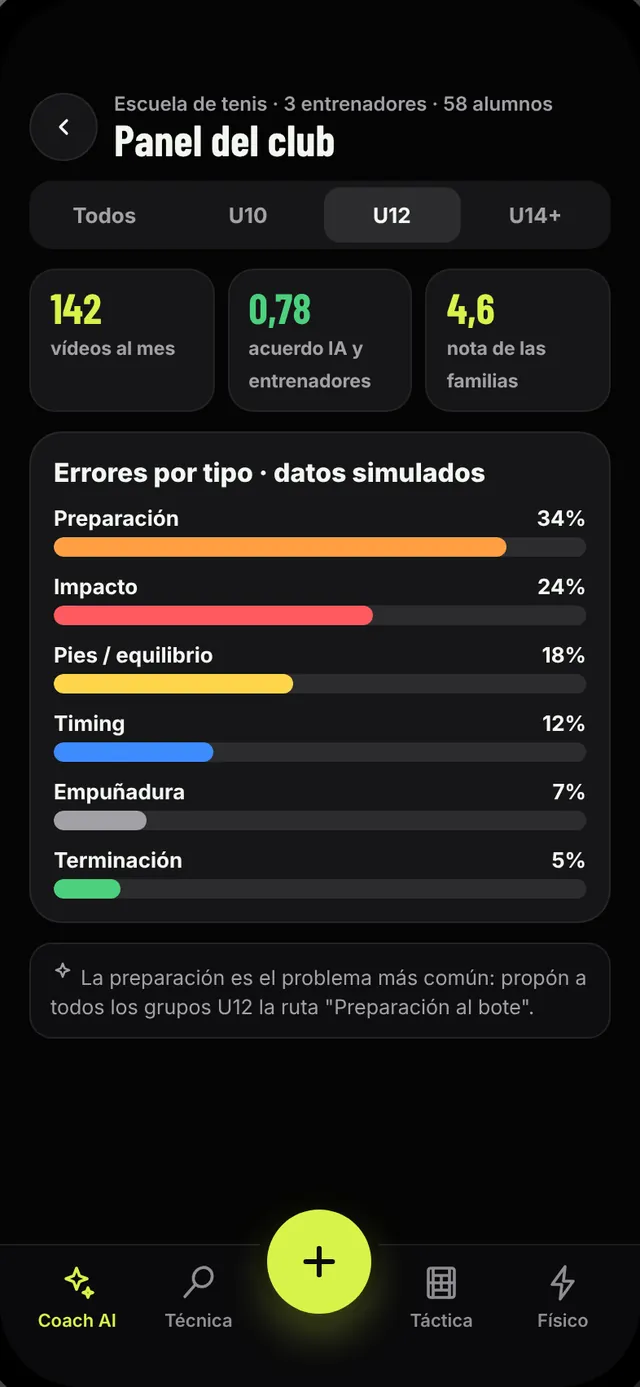 Escuela de tenis · 3 entrenadores · 58 alumnos
Panel del club
Todos
U10
U12
U14+
142
vídeos al mes
0,78
acuerdo IA y
entrenadores
4,6
nota de las
familias
Errores por tipo · datos simulados
Preparación 34%
Impacto 24%
Pies / equilibrio 18%
Timing 12%
Empuñadura 7%
Terminación 5%
La preparación es el problema más común: propón a
todos los grupos U12 la ruta "Preparación al bote".
Coach AI
Técnica
Táctica
Físico